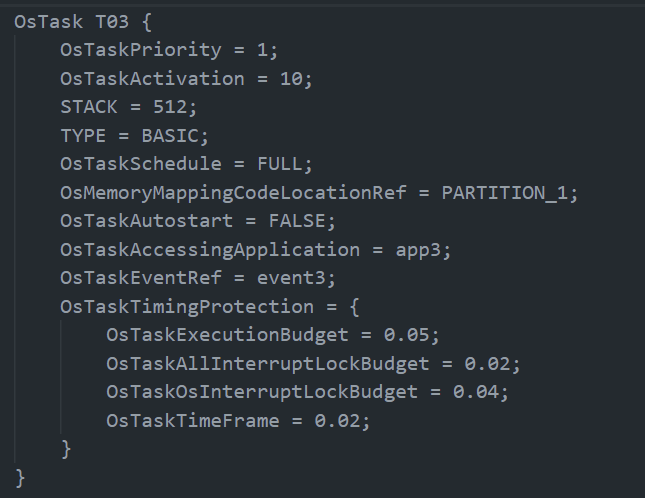 OsTask T03 {
OsTaskPriority = 1;
OsTaskActivation = 10;
STACK = 512;
TYPE = BASIC;
OsTaskSchedule = FULL;
OsMemoryMappingCodeLocationRef = PARTITION_1;
OsTaskAutostart = FALSE;
OsTaskAccessingApplication = app3;
OsTaskEventRef = event3;
OsTaskTimingProtection = {
OsTaskExecutionBudget = 0.05;
OsTaskAllInterruptLockBudget = 0.02;
OsTaskOsInterruptLockBudget = 0.04;
OsTaskTimeFrame = 0.02;
}
}